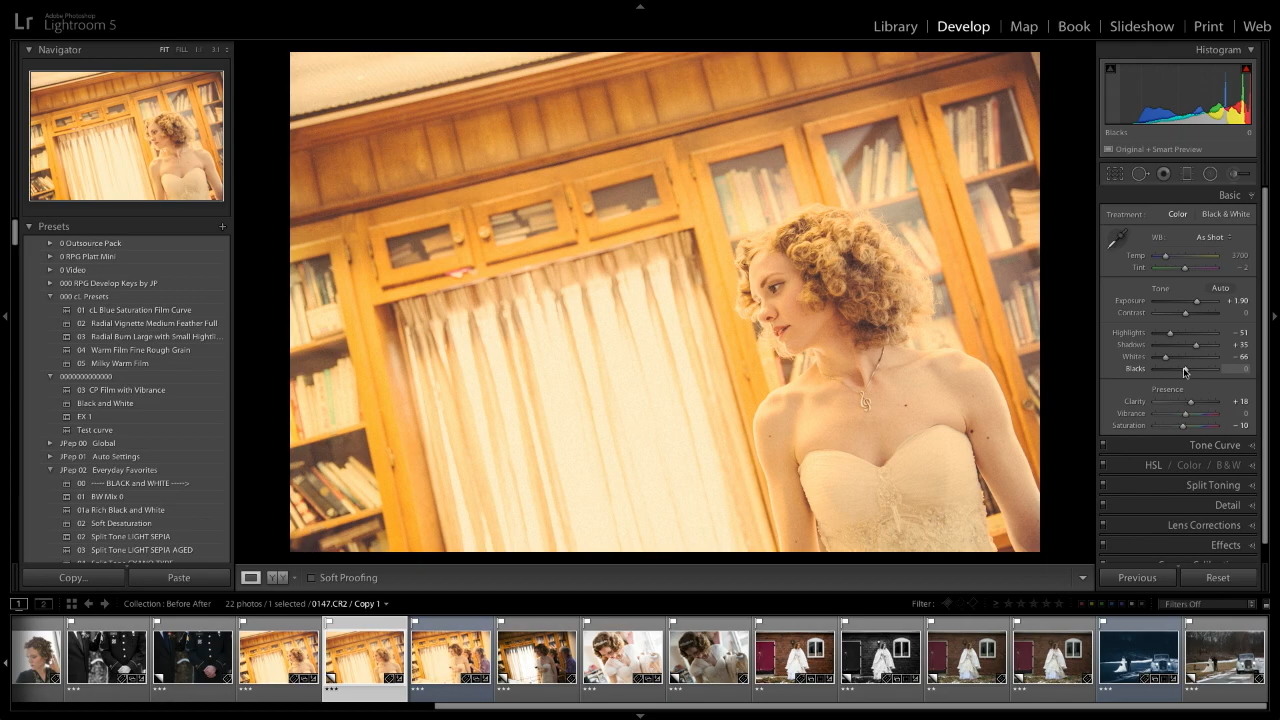 Lr Adobe Photoshop
Lightroom 5
Library | Develop | Map | Book | Slideshow | Print | Web
Navigator FIT FILL 1:1 3:1
Histogram
Blacks 0
Original + Smart Preview
Basic
Treatment : Color Black & White
WB: As Shot
Temp 3700
Tint − 2
Tone Auto
Exposure + 1.90
Contrast 0
Highlights − 51
Shadows + 35
Whites − 66
Blacks 0
Presence
Clarity + 18
Vibrance 0
Saturation − 10
Tone Curve
HSL / Color / B & W
Split Toning
Detail
Lens Corrections
Effects
Previous Reset
Presets +
0 Outsource Pack
0 RPG Platt Mini
0 Video
000 RPG Develop Keys by JP
000 cL Presets
01 cL Blue Saturation Film Curve
02 Radial Vignette Medium Feather Full
03 Radial Burn Large with Small Hightli...
04 Warm Film Fine Rough Grain
05 Milky Warm Film
0000000000000
03 CP Film with Vibrance
Black and White
EX 1
Test curve
JPep 00 Global
JPep 01 Auto Settings
JPep 02 Everyday Favorites
00 ----- BLACK and WHITE ----->
01 BW Mix 0
01a Rich Black and White
02 Soft Desaturation
02 Split Tone LIGHT SEPIA
03 Split Tone LIGHT SEPIA AGED
Copy... Paste
Y Y Soft Proofing
1 2 Collection : Before After 22 photos / 1 selected / 0147.CR2 / Copy 1 Filter : Filters Off